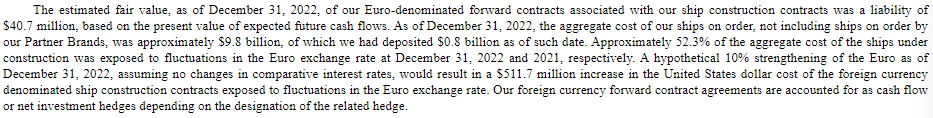 The estimated fair value, as of December 31, 2022, of our Euro-denominated forward contracts associated with our ship construction contracts was a liability of
$40.7 million, based on the present value of expected future cash flows. As of December 31, 2022, the aggregate cost of our ships on order, not including ships on order by
our Partner Brands, was approximately $9.8 billion, of which we had deposited $0.8 billion as of such date. Approximately 52.3% of the aggregate cost of the ships under
construction was exposed to fluctuations in the Euro exchange rate at December 31, 2022 and 2021, respectively. A hypothetical 10% strengthening of the Euro as of
December 31, 2022, assuming no changes in comparative interest rates, would result in a $511.7 million increase in the United States dollar cost of the foreign currency
denominated ship construction contracts exposed to fluctuations in the Euro exchange rate. Our foreign currency forward contract agreements are accounted for as cash flow
or net investment hedges depending on the designation of the related hedge.